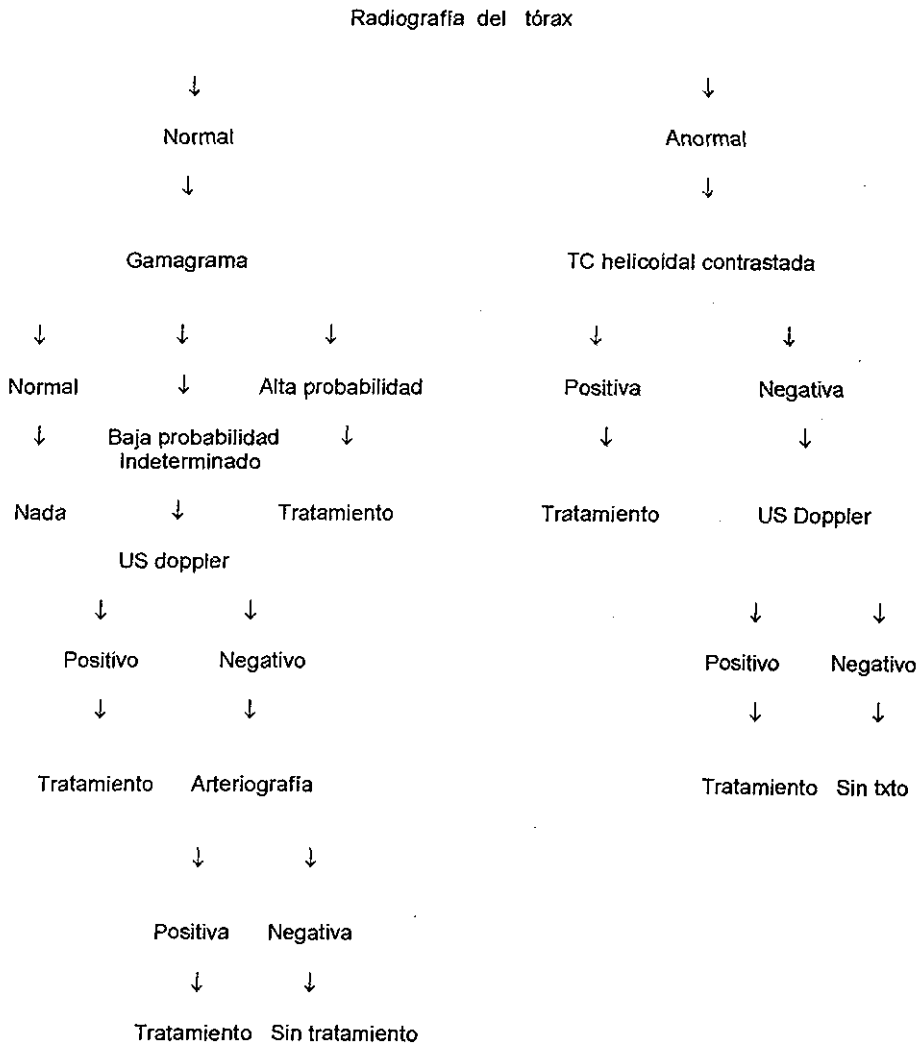 Radiografía del tórax
↓ ↓
Normal Anormal
↓ ↓
Gamagrama TC helicoidal contrastada
↓ ↓ ↓ ↓ ↓
Normal ↓ Alta probabilidad Positiva Negativa
↓ Baja probabilidad ↓ ↓ ↓
Indeterminado
Nada ↓ Tratamiento Tratamiento US Doppler
US doppler
↓ ↓ ↓ ↓
Positivo Negativo Positivo Negativo
↓ ↓ ↓ ↓
Tratamiento Arteriografía Tratamiento Sin txto
↓ ↓
Positiva Negativa
↓ ↓
Tratamiento Sin tratamiento